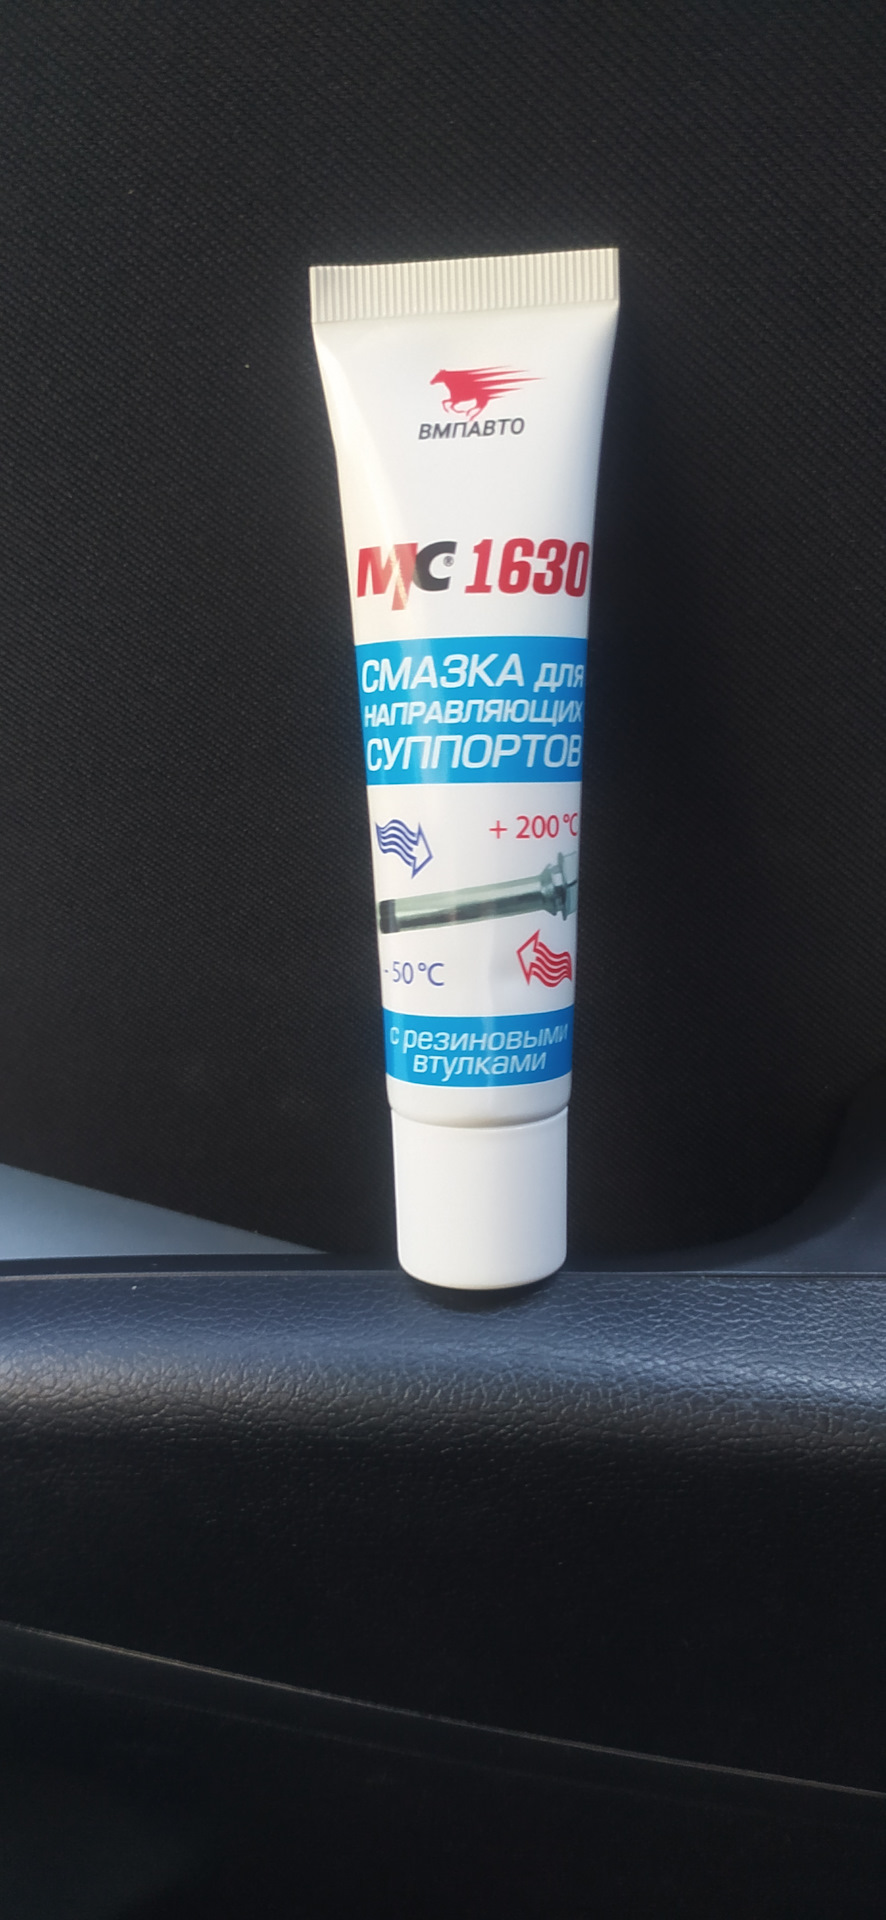 ВМПАВТО
МС® 1630
СМАЗКА для
НАПРАВЛЯЮЩИХ
СУППОРТОВ
+ 200 °C
- 50 °C
с резиновыми
втулками